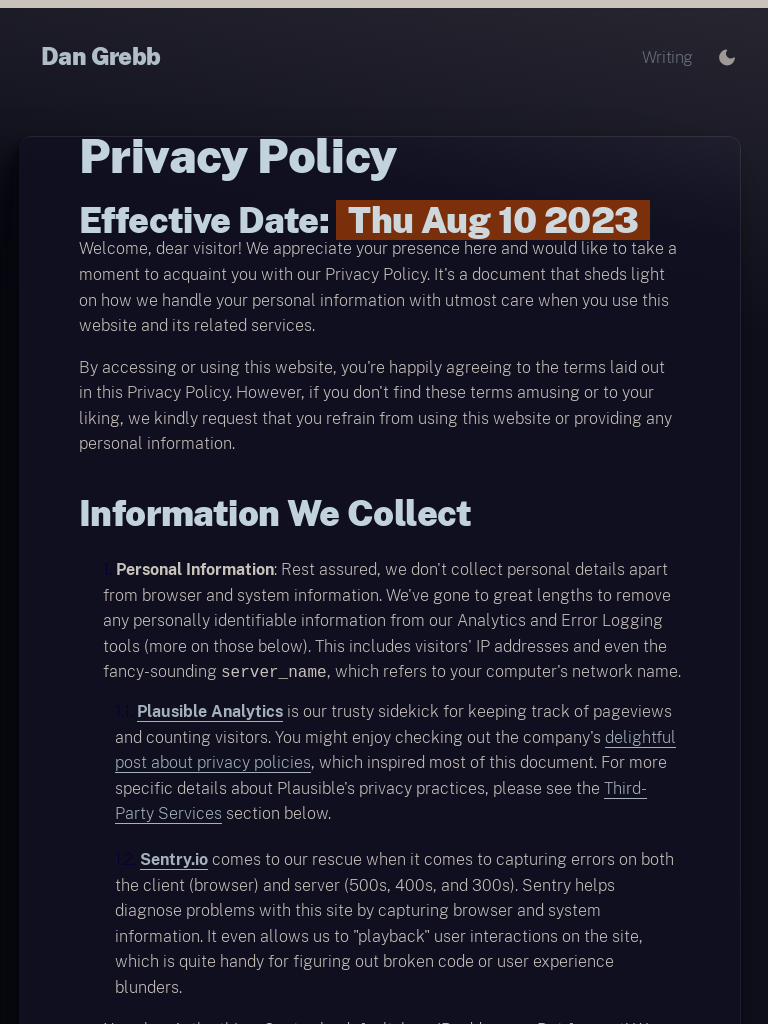 Dan Grebb
Writing
Privacy Policy
Effective Date: Thu Aug 10 2023
Welcome, dear visitor! We appreciate your presence here and would like to take a
moment to acquaint you with our Privacy Policy. It's a document that sheds light
on how we handle your personal information with utmost care when you use this
website and its related services.
By accessing or using this website, you're happily agreeing to the terms laid out
in this Privacy Policy. However, if you don't find these terms amusing or to your
liking, we kindly request that you refrain from using this website or providing any
personal information.
Information We Collect
1. Personal Information: Rest assured, we don't collect personal details apart
from browser and system information. We've gone to great lengths to remove
any personally identifiable information from our Analytics and Error Logging
tools (more on those below). This includes visitors' IP addresses and even the
fancy-sounding server_name, which refers to your computer's network name.
1.1. Plausible Analytics is our trusty sidekick for keeping track of pageviews
and counting visitors. You might enjoy checking out the company's delightful
post about privacy policies, which inspired most of this document. For more
specific details about Plausible's privacy practices, please see the Third-
Party Services section below.
1.2. Sentry.io comes to our rescue when it comes to capturing errors on both
the client (browser) and server (500s, 400s, and 300s). Sentry helps
diagnose problems with this site by capturing browser and system
information. It even allows us to "playback" user interactions on the site,
which is quite handy for figuring out broken code or user experience
blunders.